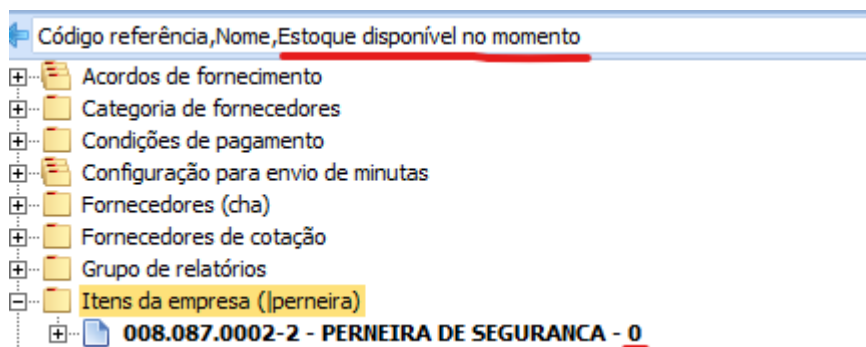 Código referência,Nome,Estoque disponível no momento
Acordos de fornecimento
Categoria de fornecedores
Condições de pagamento
Configuração para envio de minutas
Fornecedores (cha)
Fornecedores de cotação
Grupo de relatórios
Itens da empresa (|perneira)
008.087.0002-2 - PERNEIRA DE SEGURANCA - 0